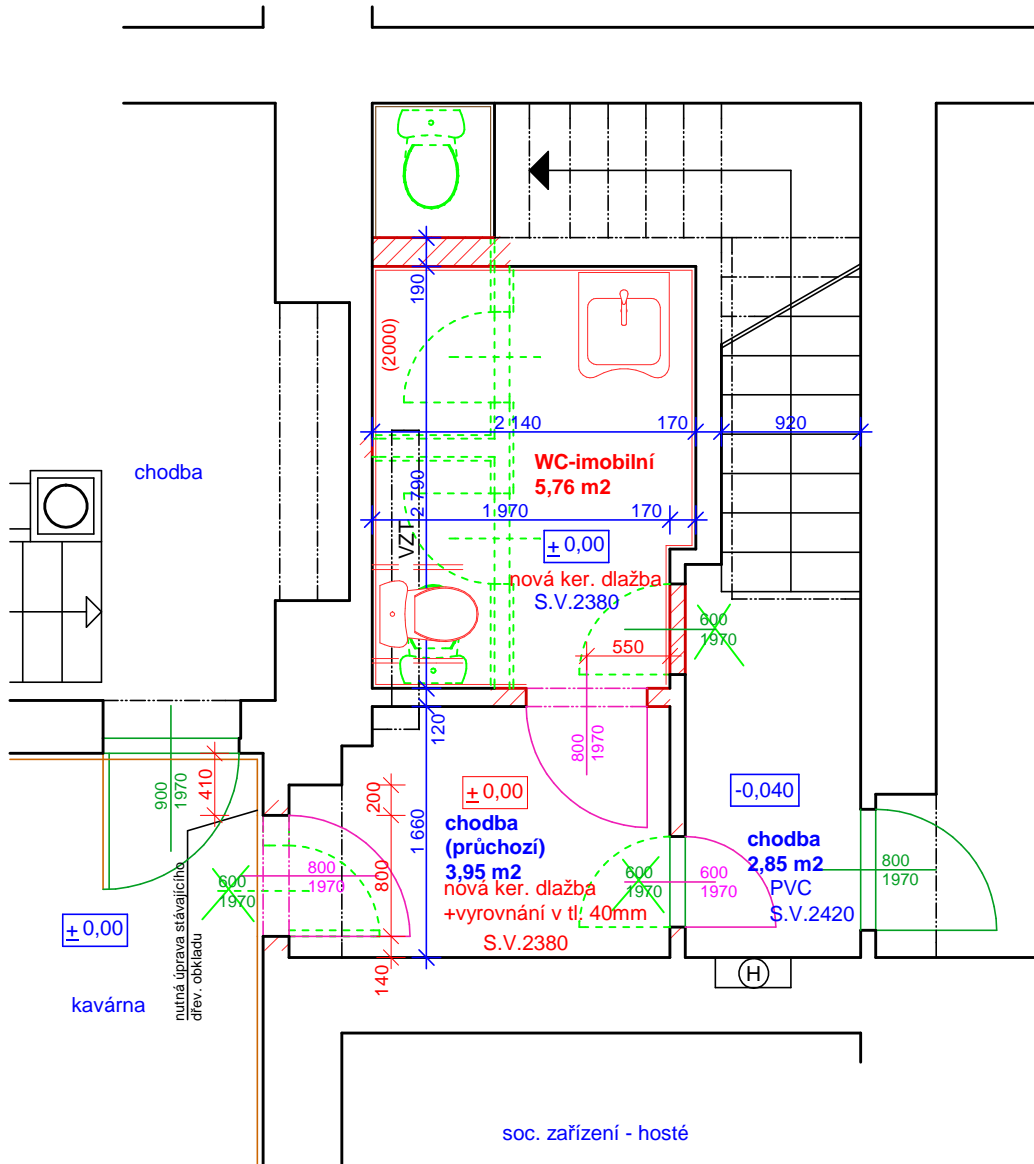 190
(2000)
2 140
170
920
chodba
WC-imobilní
5,76 m2
2 790
1 970
170
VZT
± 0,00
nová ker. dlažba
S.V.2380
600
1970
550
120
800
1970
900
1970
410
200
± 0,00
-0,040
1 660
chodba
(průchozí)
3,95 m2
chodba
2,85 m2
800
1970
800
600
1970
600
1970
600
1970
800
1970
nová ker. dlažba
+vyrovnání v tl. 40mm
S.V.2380
PVC
S.V.2420
± 0,00
nutná úprava stávajícího
dřev. obkladu
140
H
kavárna
soc. zařízení - hosté